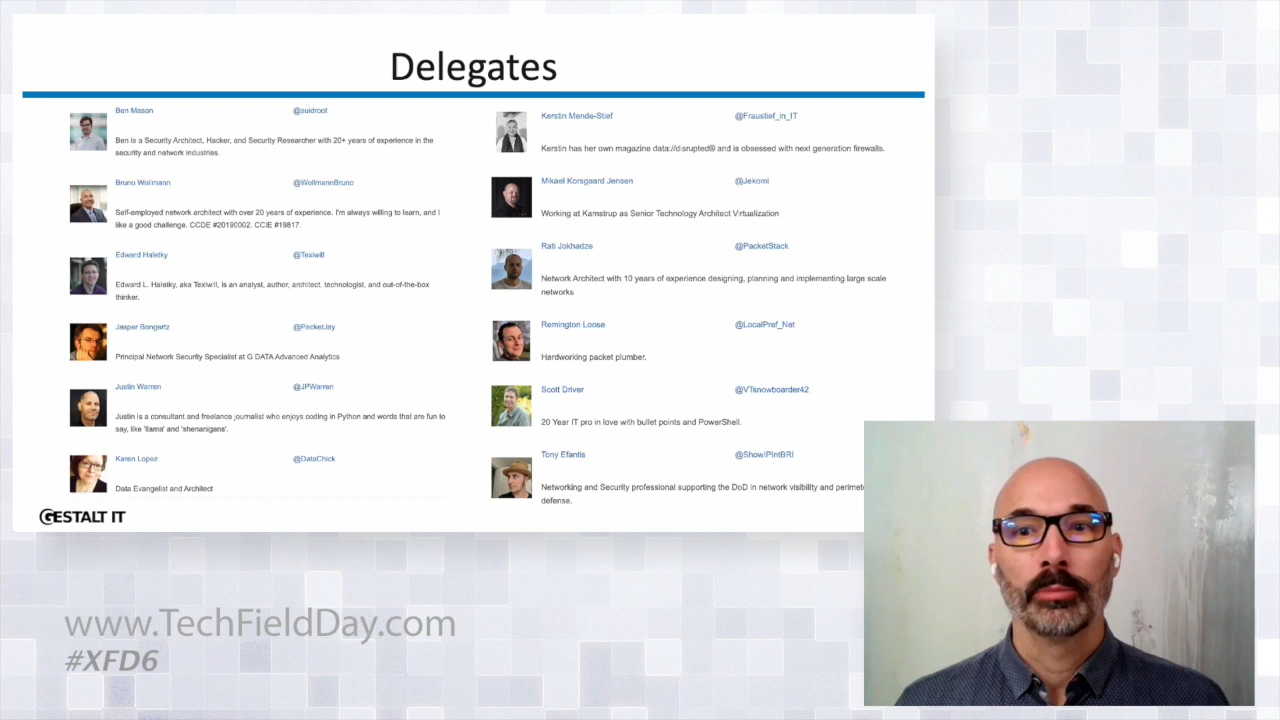 Delegates
Ben Mason
@suidroot
Ben is a Security Architect, Hacker, and Security Researcher with 20+ years of experience in the
security and network industries.
Bruno Wollmann
@WollmannBruno
Self-employed network architect with over 20 years of experience. I'm always willing to learn, and I
like a good challenge. CCDE #20190002. CCIE #19817.
Edward Haletky
@Texiwill
Edward L. Haletky, aka Texiwill, is an analyst, author, architect, technologist, and out-of-the-box
thinker.
Jasper Bongertz
@PacketJay
Principal Network Security Specialist at G DATA Advanced Analytics
Justin Warren
@JPWarren
Justin is a consultant and freelance journalist who enjoys coding in Python and words that are fun to
say, like 'llama' and 'shenanigans'.
Karen Lopez
@DataChick
Data Evangelist and Architect
Kerstin Mende-Stief
@Fraustief_in_IT
Kerstin has her own magazine data://disrupted® and is obsessed with next generation firewalls.
Mikael Korsgaard Jensen
@Jekomi
Working at Kamstrup as Senior Technology Architect Virtualization
Rati Jokhadze
@PacketStack
Network Architect with 10 years of experience designing, planning and implementing large scale
networks
Remington Loose
@LocalPref_Net
Hardworking packet plumber.
Scott Driver
@VTsnowboarder42
20 Year IT pro in love with bullet points and PowerShell.
Tony Efantis
@ShowIPIntBRI
Networking and Security professional supporting the DoD in network visibility and perimete
defense.
GESTALT IT
www.TechFieldDay.com
#XFD6